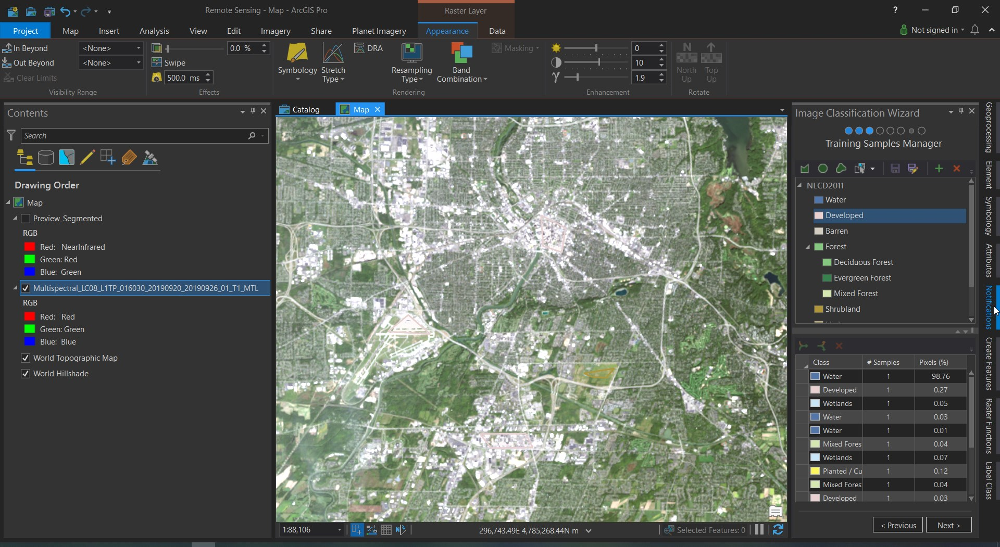 Remote Sensing - Map - ArcGIS Pro
Raster Layer
?
Project
Map
Insert
Analysis
View
Edit
Imagery
Share
Planet Imagery
Appearance
Data
Not signed in
In Beyond
<None>
Out Beyond
<None>
Clear Limits
Visibility Range
0.0 %
Swipe
500.0 ms
Effects
Symbology
Stretch
Type
DRA
Resampling
Type
Band
Combination
Rendering
Masking
0
10
γ
1.9
Enhancement
N
North
Up
Top
Up
Rotate
Contents
Search
Drawing Order
Map
Preview_Segmented
RGB
Red: NearInfrared
Green: Red
Blue: Green
Multispectral_LC08_L1TP_016030_20190920_20190926_01_T1_MTL
RGB
Red: Red
Green: Green
Blue: Blue
World Topographic Map
World Hillshade
Catalog
Map
1:88,106
296,743.49E 4,785,268.44N m
Selected Features: 0
Image Classification Wizard
Training Samples Manager
NLCD2011
Water
Developed
Barren
Forest
Deciduous Forest
Evergreen Forest
Mixed Forest
Shrubland
Class # Samples Pixels (%)
Water 1 98.76
Developed 1 0.27
Wetlands 1 0.05
Water 1 0.03
Water 1 0.01
Mixed Fores 1 0.04
Wetlands 1 0.07
Planted / Cu 1 0.12
Mixed Fores 1 0.04
Developed 1 0.03
< Previous
Next >
Geoprocessing
Element
Symbology
Attributes
Notifications
Create Features
Raster Functions
Label Class